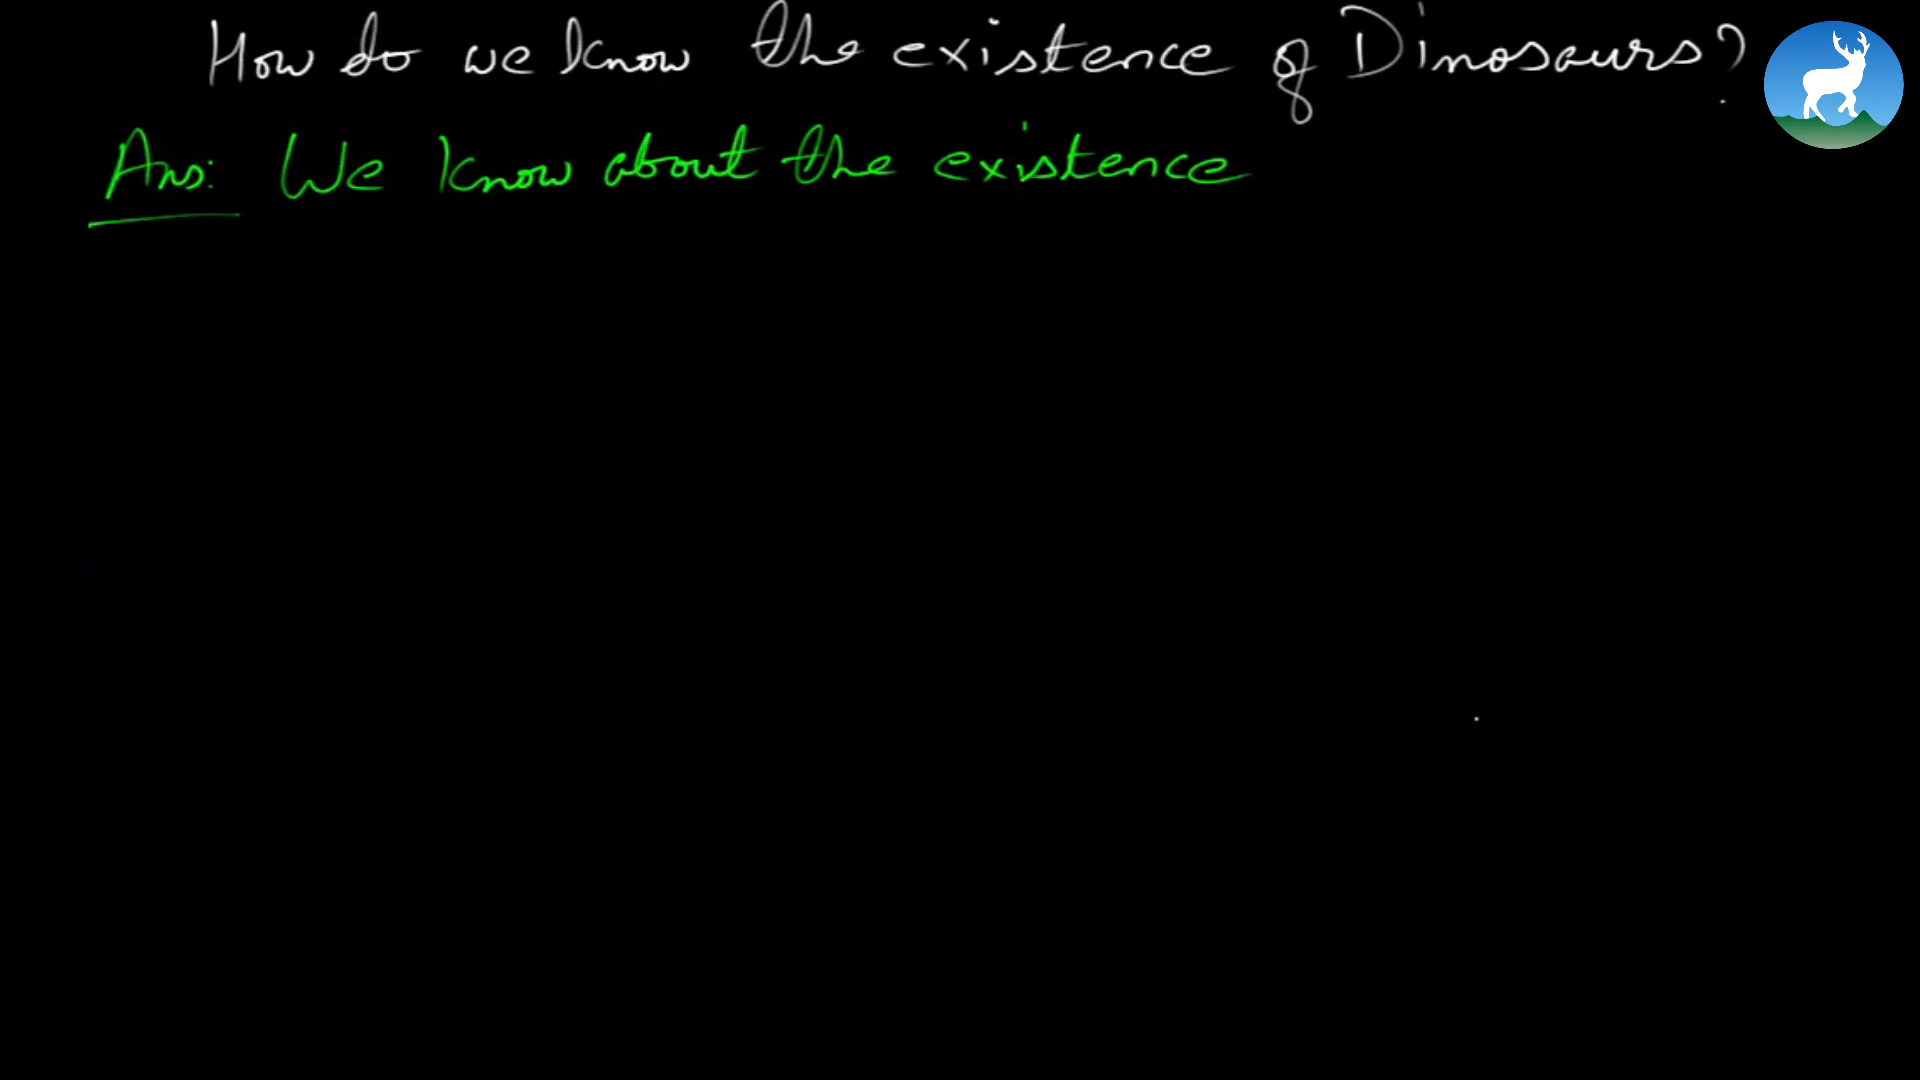 How do we know the existence of Dinosaurs?
Ans: We know about the existence